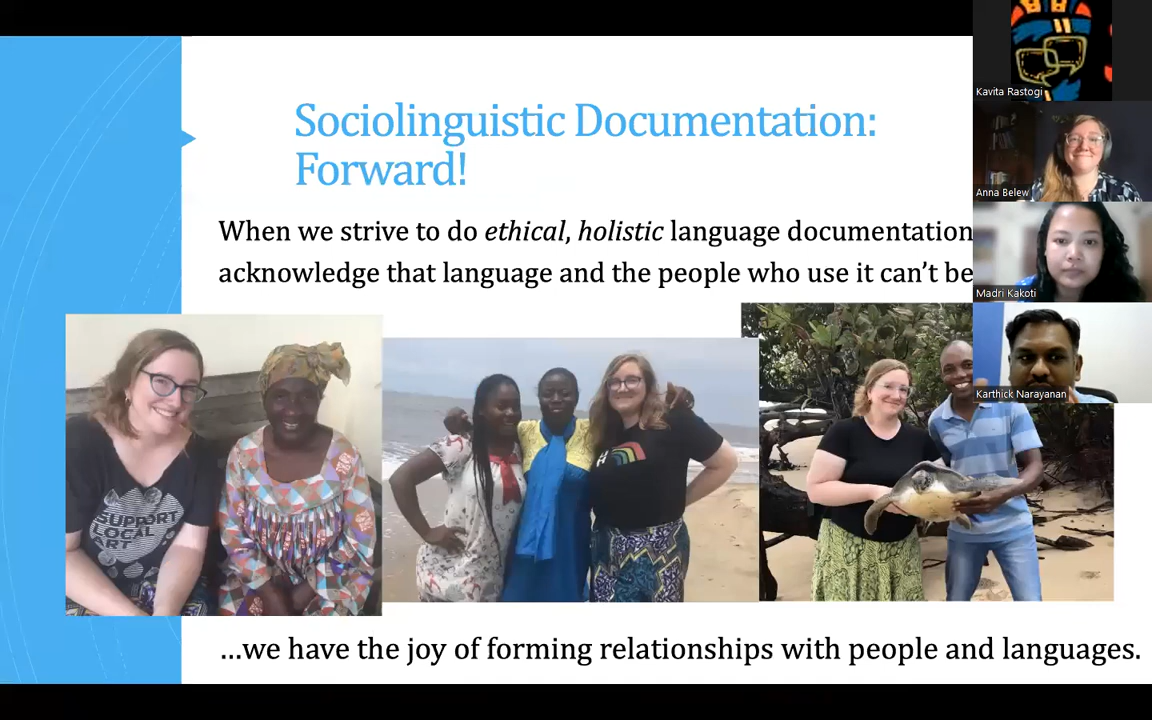 Sociolinguistic Documentation:
Forward!
When we strive to do ethical, holistic language documentation
acknowledge that language and the people who use it can't be
SUPPORT
LOCAL
ART
…we have the joy of forming relationships with people and languages.
Kavita Rastogi
Anna Belew
Madri Kakoti
Karthick Narayanan